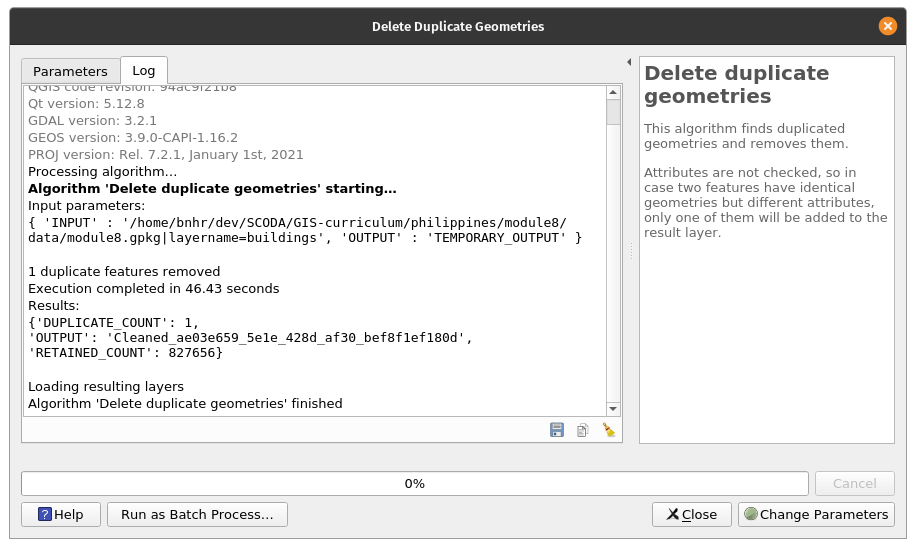 Delete Duplicate Geometries
Parameters
Log
QGIS code revision: 94ac9f21b8
Qt version: 5.12.8
GDAL version: 3.2.1
GEOS version: 3.9.0-CAPI-1.16.2
PROJ version: Rel. 7.2.1, January 1st, 2021
Processing algorithm…
Algorithm 'Delete duplicate geometries' starting…
Input parameters:
{ 'INPUT' : '/home/bnhr/dev/SCODA/GIS-curriculum/philippines/module8/
data/module8.gpkg|layername=buildings', 'OUTPUT' : 'TEMPORARY_OUTPUT' }
1 duplicate features removed
Execution completed in 46.43 seconds
Results:
{'DUPLICATE_COUNT': 1,
'OUTPUT': 'Cleaned_ae03e659_5e1e_428d_af30_bef8f1ef180d',
'RETAINED_COUNT': 827656}
Loading resulting layers
Algorithm 'Delete duplicate geometries' finished
Delete duplicate
geometries
This algorithm finds duplicated
geometries and removes them.
Attributes are not checked, so in
case two features have identical
geometries but different attributes,
only one of them will be added to the
result layer.
0%
Cancel
Help
Run as Batch Process…
Close
Change Parameters